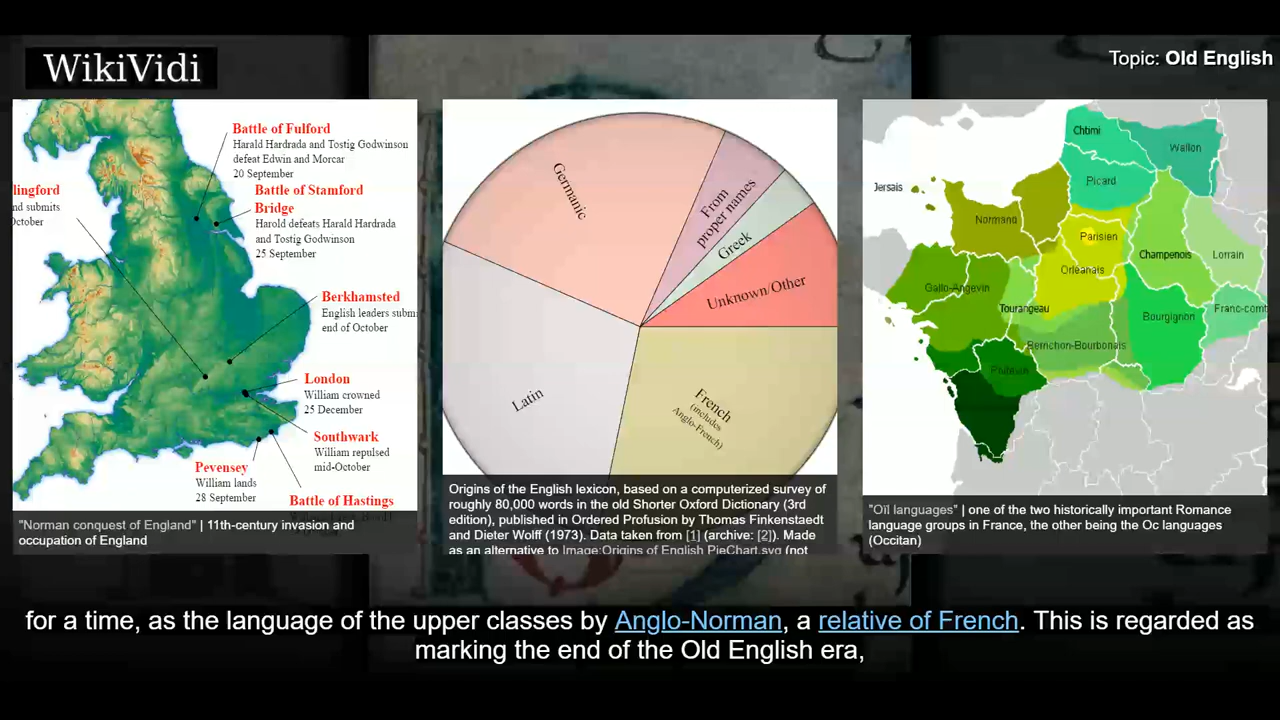 WikiVidi
Topic: Old English
Battle of Fulford
Harald Hardrada and Tostig Godwinson
defeat Edwin and Morcar
20 September
lingford
nd submits
October
Battle of Stamford
Bridge
Harold defeats Harald Hardrada
and Tostig Godwinson
25 September
Berkhamsted
English leaders subm
end of October
London
William crowned
25 December
Southwark
William repulsed
mid-October
Pevensey
William lands
28 September
Battle of Hastings
"Norman conquest of England" | 11th-century invasion and
occupation of England
Germanic
From
proper names
Greek
Unknown/Other
Latin
French
(includes
Anglo-French)
Origins of the English lexicon, based on a computerized survey of
roughly 80,000 words in the old Shorter Oxford Dictionary (3rd
edition), published in Ordered Profusion by Thomas Finkenstaedt
and Dieter Wolff (1973). Data taken from [1] (archive: [2]). Made
as an alternative to Image:Origins of English PieChart.svg (not
Chbmi
Wallon
Picard
Jersais
Normand
Parisien
Champenois
Lorrain
Orléanais
Gallo-Angevin
Tourangeau
Bourgignon
Franc-comt
Berrichon-Bourbonais
Poitevin
"Oïl languages" | one of the two historically important Romance
language groups in France, the other being the Oc languages
(Occitan)
for a time, as the language of the upper classes by Anglo-Norman, a relative of French. This is regarded as
marking the end of the Old English era,